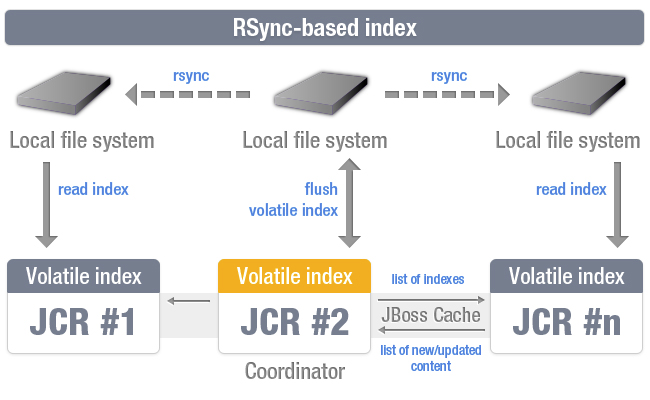 RSync-based index
rsync
rsync
Local file system
Local file system
Local file system
read index
flush
volatile index
read index
Volatile index
Volatile index
list of indexes
Volatile index
JCR #1
JCR #2
JBoss Cache
JCR #n
list of new/updated
content
Coordinator